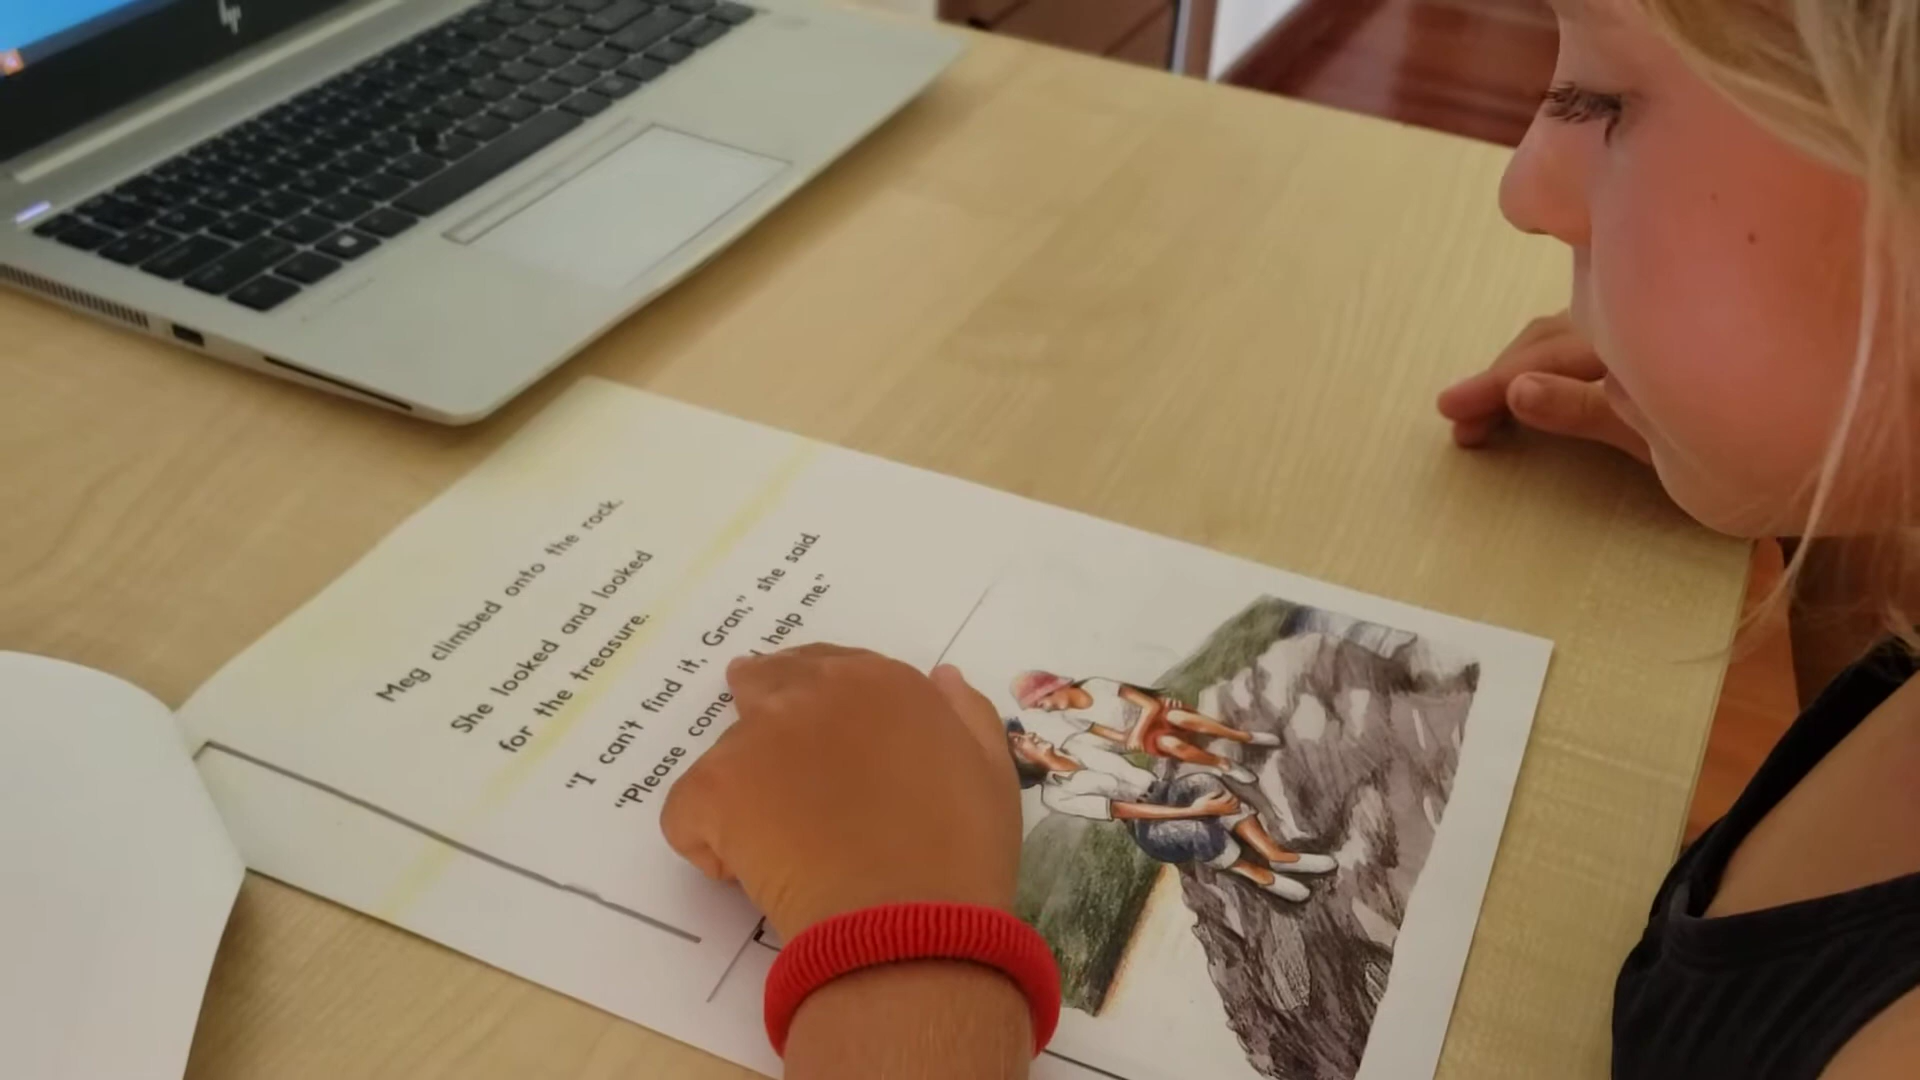 hp
Meg climbed onto the rock.
She looked and looked
for the treasure.
“I can't find it, Gran,” she said.
“Please come help me.”